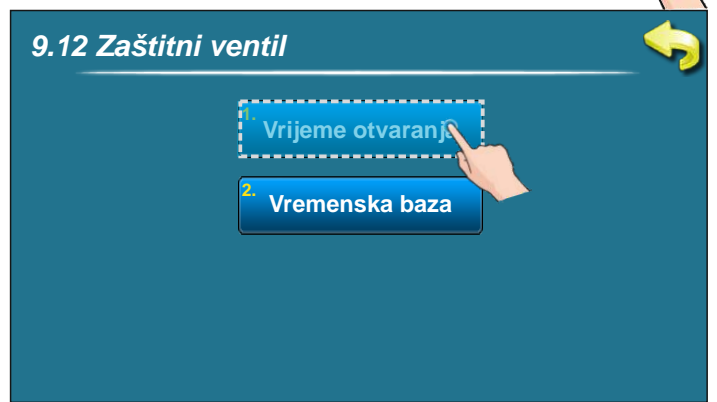 9.12 Zaštitni ventil
1. Vrijeme otvaranja
2. Vremenska baza